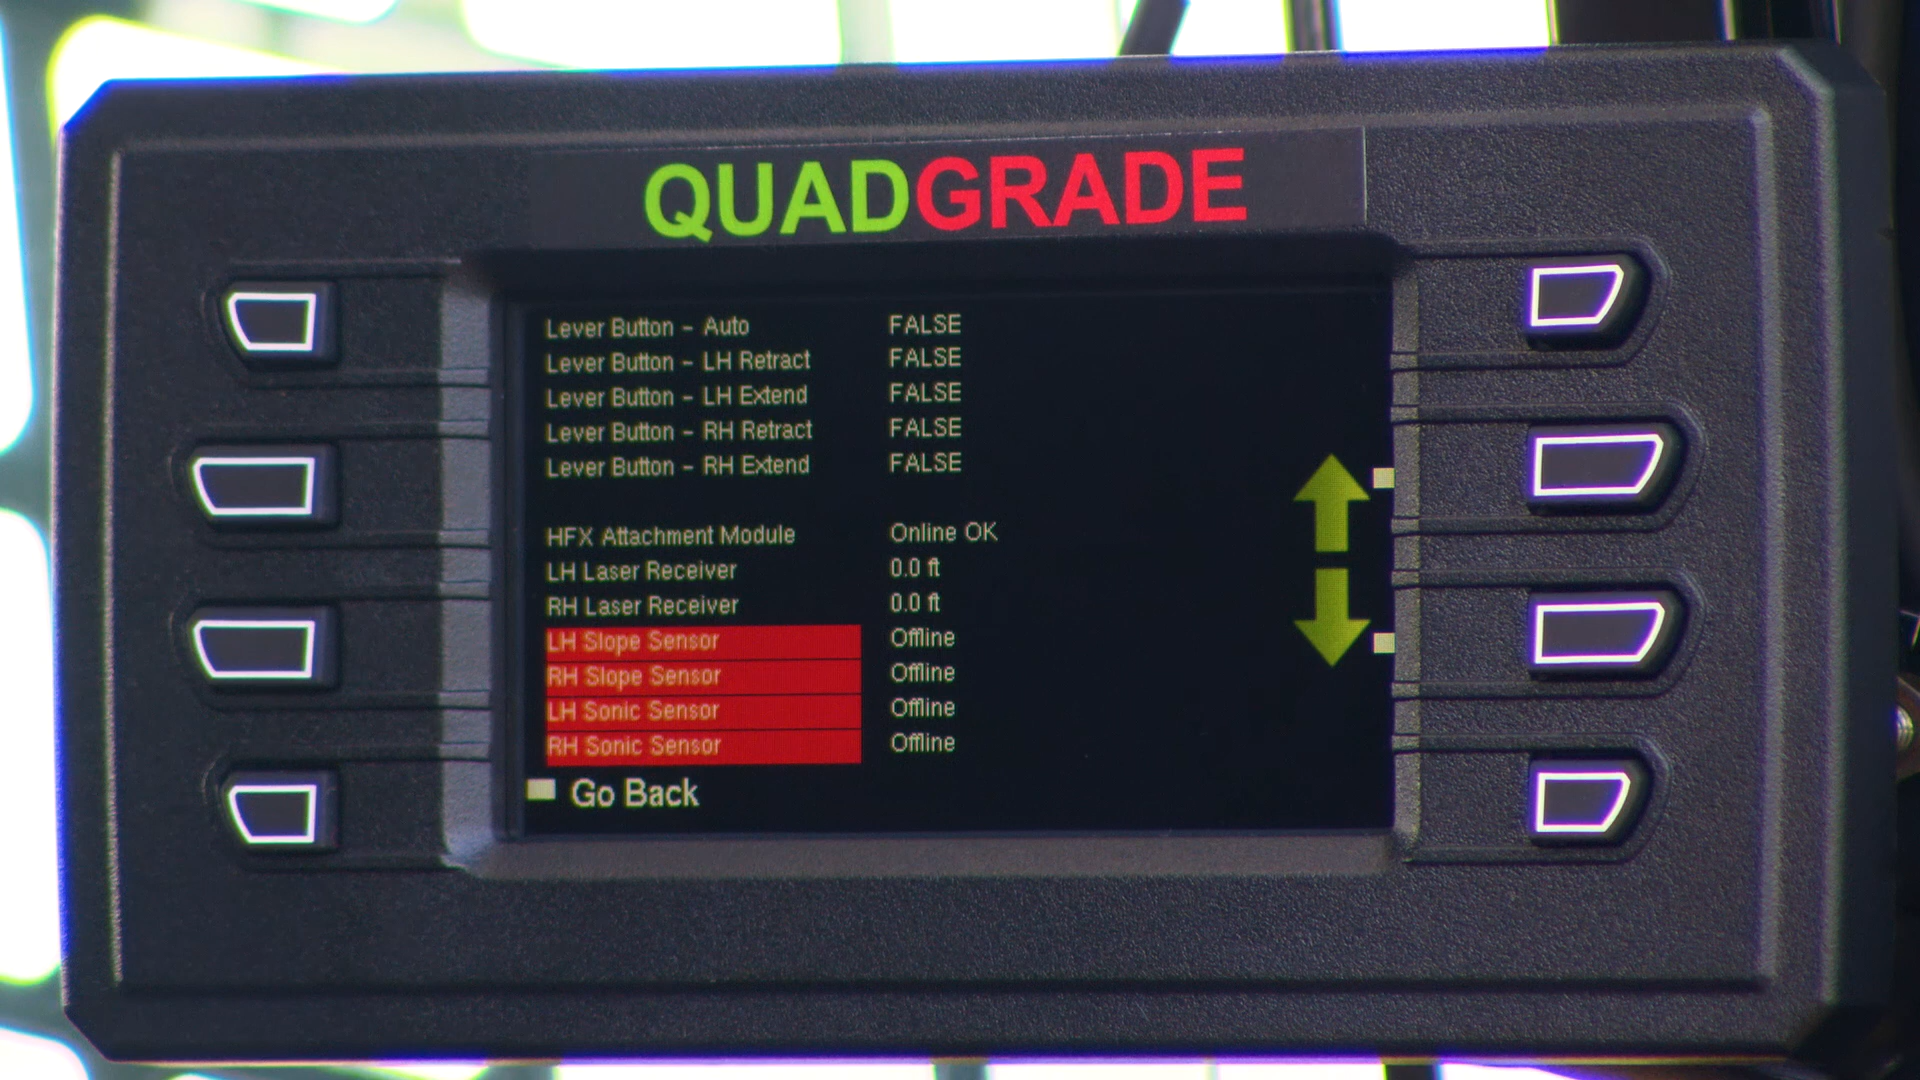 QUADGRADE
Lever Button - Auto FALSE
Lever Button - LH Retract FALSE
Lever Button - LH Extend FALSE
Lever Button - RH Retract FALSE
Lever Button - RH Extend FALSE
HFX Attachment Module Online OK
LH Laser Receiver 0.0 ft
RH Laser Receiver 0.0 ft
LH Slope Sensor Offline
RH Slope Sensor Offline
LH Sonic Sensor Offline
RH Sonic Sensor Offline
Go Back